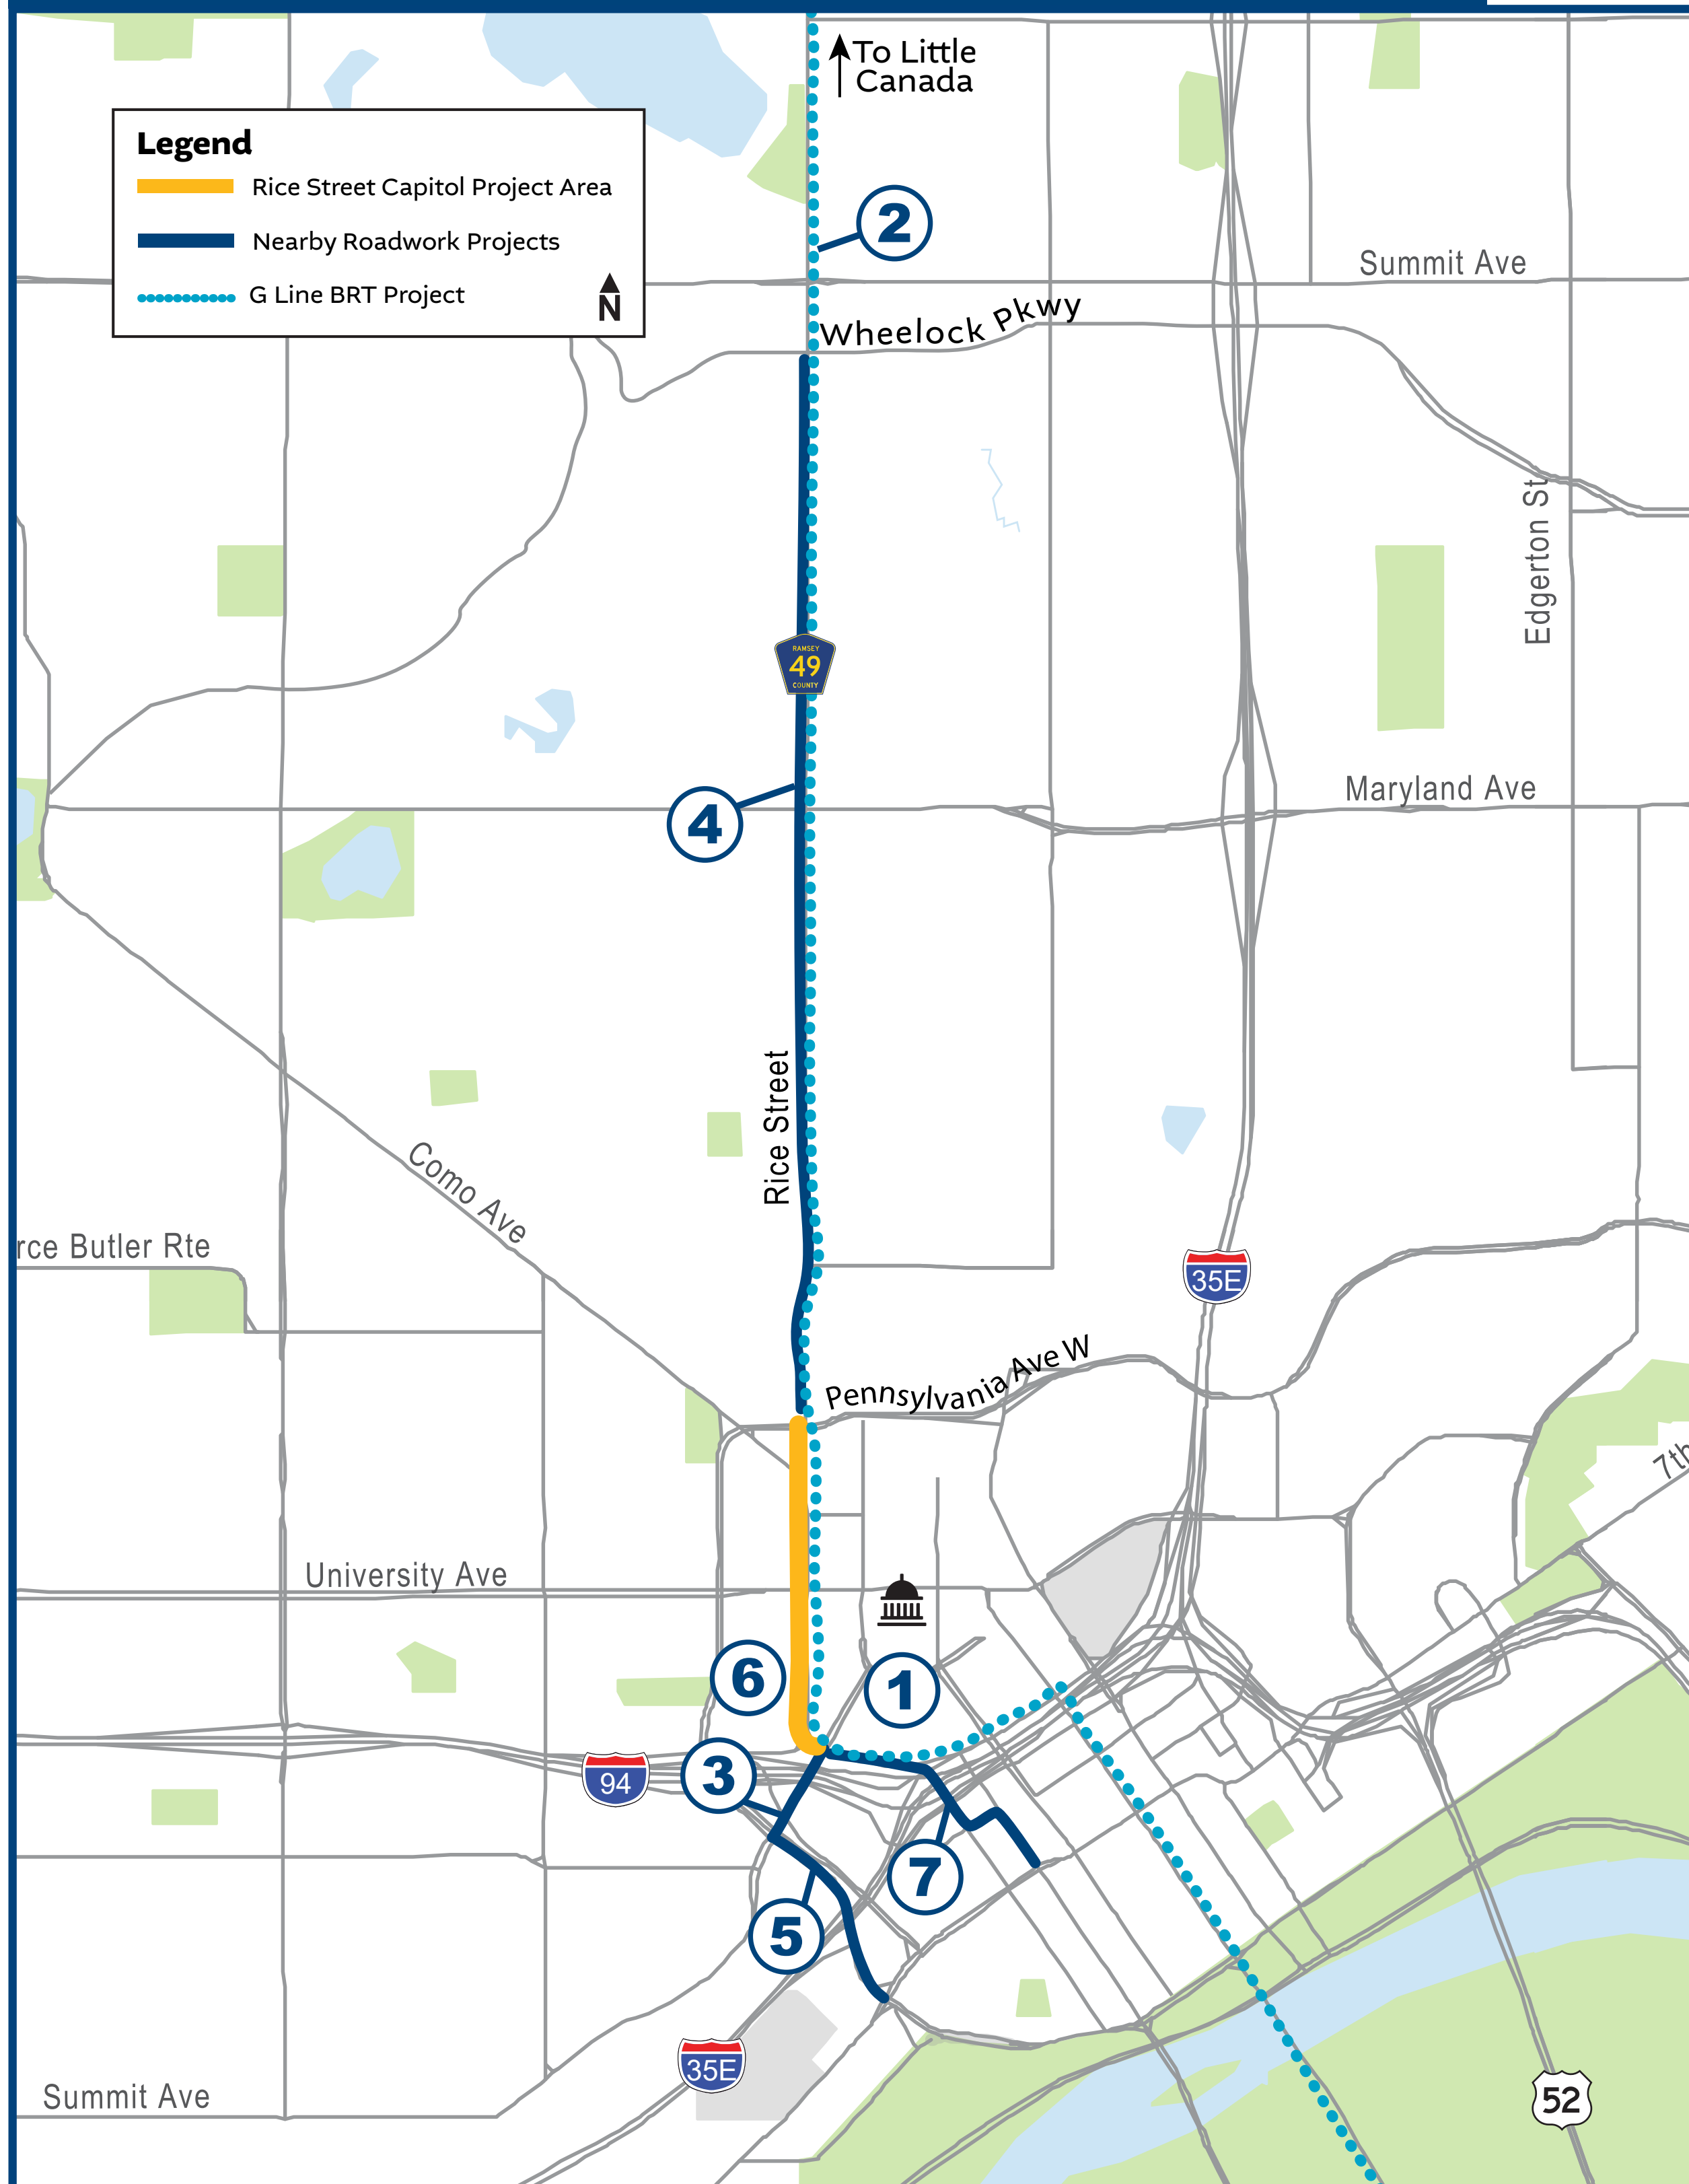 To Little
Canada
Legend
Rice Street Capitol Project Area
Nearby Roadwork Projects
G Line BRT Project
N
2
Summit Ave
Wheelock Pkwy
Edgerton St
RAMSEY
49
COUNTY
Maryland Ave
4
Rice Street
Como Ave
rce Butler Rte
35E
Pennsylvania Ave W
7th
University Ave
6
1
3
94
7
5
35E
Summit Ave
52